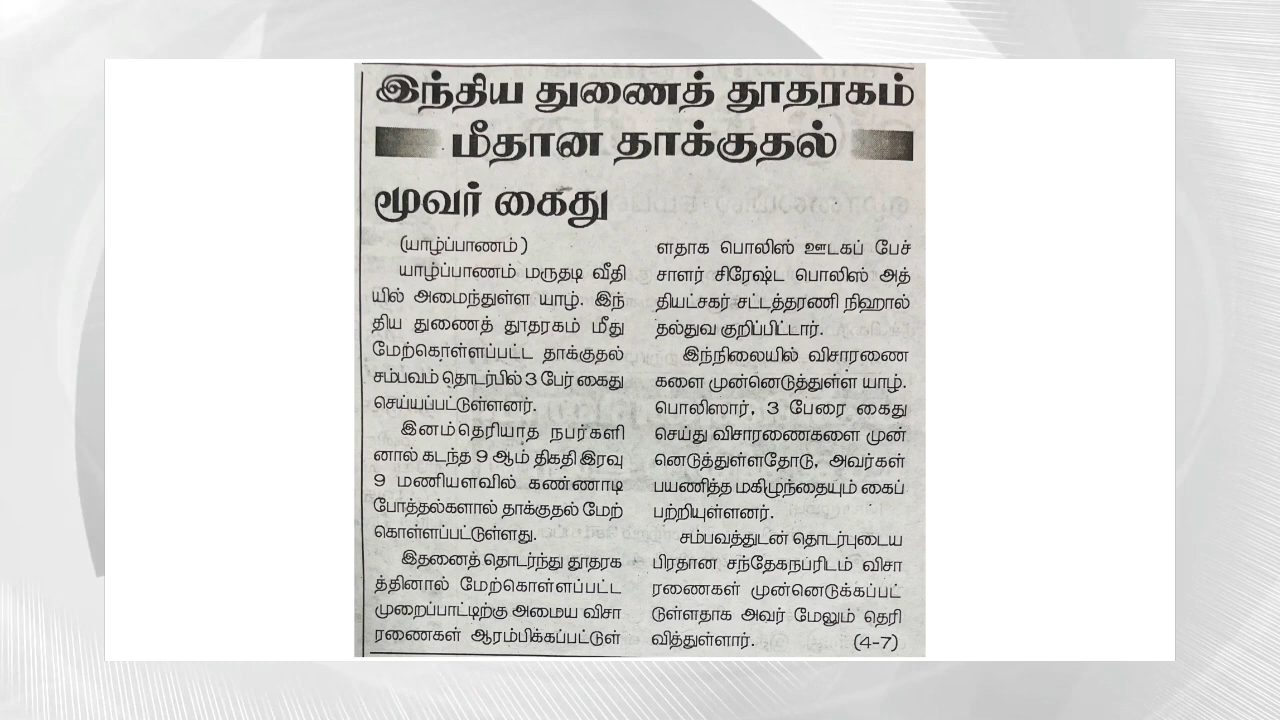 இந்திய துணைத் தூதரகம்
மீதான தாக்குதல்
மூவர் கைது
(யாழ்ப்பாணம்)
யாழ்ப்பாணம் மருதடி வீதி
யில் அமைந்துள்ள யாழ். இந்
திய துணைத் தூதரகம் மீது
மேற்கொள்ளப்பட்ட தாக்குதல்
சம்பவம் தொடர்பில் 3 பேர் கைது
செய்யப்பட்டுள்ளனர்.
இனம்தெரியாத நபர்களி
னால் கடந்த 9 ஆம் திகதி இரவு
9 மணியளவில் கண்ணாடி
போத்தல்களால் தாக்குதல் மேற்
கொள்ளப்பட்டுள்ளது.
இதனைத் தொடர்ந்து தூதரக
த்தினால் மேற்கொள்ளப்பட்ட
முறைப்பாட்டிற்கு அமைய விசா
ரணைகள் ஆரம்பிக்கப்பட்டுள்
ளதாக பொலிஸ் ஊடகப் பேச்
சாளர் சிரேஷ்ட பொலிஸ் அத்
தியட்சகர் சட்டத்தரணி நிஹால்
தல்துவ குறிப்பிட்டார்.
இந்நிலையில் விசாரணை
களை முன்னெடுத்துள்ள யாழ்.
பொலிஸார், 3 பேரை கைது
செய்து விசாரணைகளை முன்
னெடுத்துள்ளதோடு, அவர்கள்
பயணித்த மகிழுந்தையும் கைப்
பற்றியுள்ளனர்.
சம்பவத்துடன் தொடர்புடைய
பிரதான சந்தேகநபரிடம் விசா
ரணைகள் முன்னெடுக்கப்பட்
டுள்ளதாக அவர் மேலும் தெரி
வித்துள்ளார். (4-7)